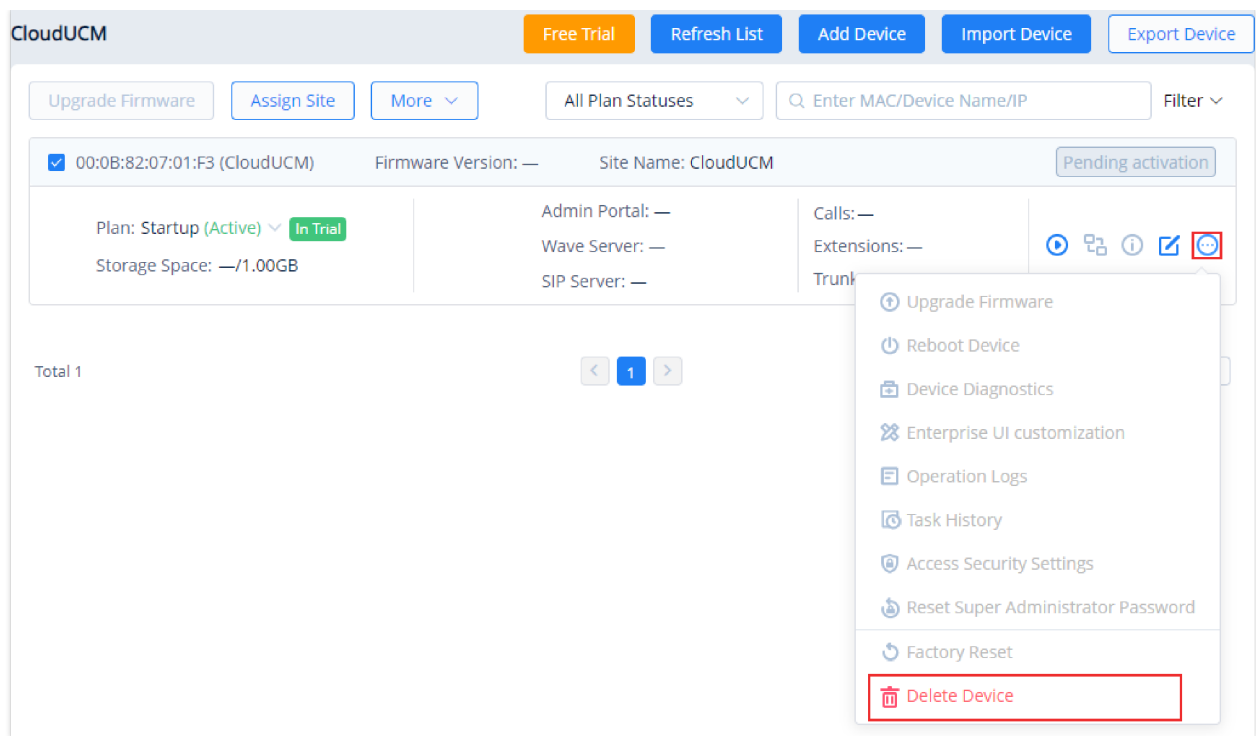 CloudUCM Free Trial Refresh List Add Device Import Device Export Device
Upgrade Firmware Assign Site More All Plan Statuses Enter MAC/Device Name/IP Filter
00:0B:82:07:01:F3 (CloudUCM) Firmware Version: — Site Name: CloudUCM Pending activation
Plan: Startup (Active) In Trial
Storage Space: —/1.00GB
Admin Portal: —
Wave Server: —
SIP Server: —
Calls: —
Extensions: —
Trunk
Upgrade Firmware
Reboot Device
Device Diagnostics
Enterprise UI customization
Operation Logs
Task History
Access Security Settings
Reset Super Administrator Password
Factory Reset
Delete Device
Total 1 < 1 >